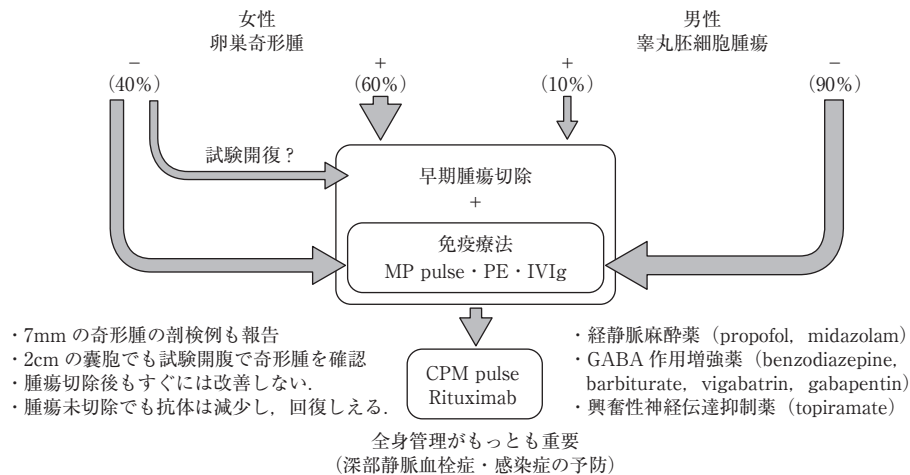 女性
卵巣奇形腫
男性
睾丸胚細胞腫瘍
−
(40%)
+
(60%)
+
(10%)
−
(90%)
試験開復?
早期腫瘍切除
+
免疫療法
MP pulse・PE・IVIg
・7mm の奇形腫の剖検例も報告
・2cm の嚢胞でも試験開腹で奇形腫を確認
・腫瘍切除後もすぐには改善しない.
・腫瘍未切除でも抗体は減少し,回復しえる.
CPM pulse
Rituximab
・経静脈麻酔薬(propofol, midazolam)
・GABA 作用増強薬(benzodiazepine,
barbiturate, vigabatrin, gabapentin)
・興奮性神経伝達抑制薬(topiramate)
全身管理がもっとも重要
(深部静脈血栓症・感染症の予防)